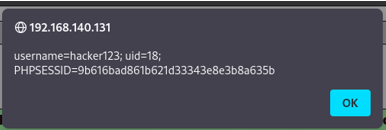 192.168.140.131
username=hacker123; uid=18;
PHPSESSID=9b616bad861b621d33343e8e3b8a635b
OK